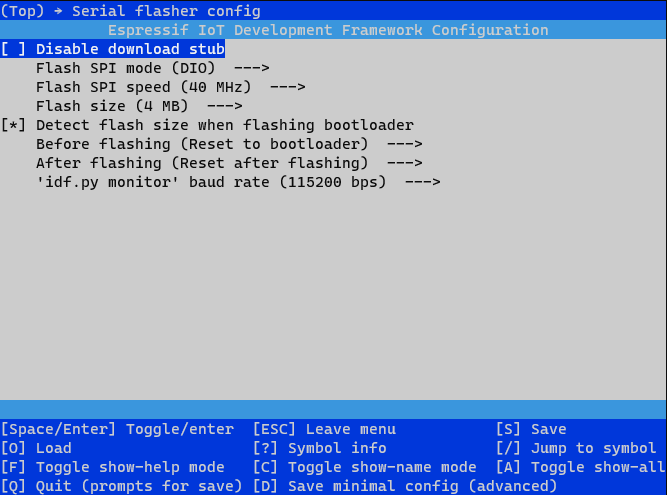 (Top) → Serial flasher config
Espressif IoT Development Framework Configuration
[ ] Disable download stub
Flash SPI mode (DIO)  --->
Flash SPI speed (40 MHz)  --->
Flash size (4 MB)  --->
[*] Detect flash size when flashing bootloader
Before flashing (Reset to bootloader)  --->
After flashing (Reset after flashing)  --->
'idf.py monitor' baud rate (115200 bps)  --->
[Space/Enter] Toggle/enter  [ESC] Leave menu  [S] Save
[O] Load  [?] Symbol info  [/] Jump to symbol
[F] Toggle show-help mode  [C] Toggle show-name mode  [A] Toggle show-all
[Q] Quit (prompts for save)  [D] Save minimal config (advanced)